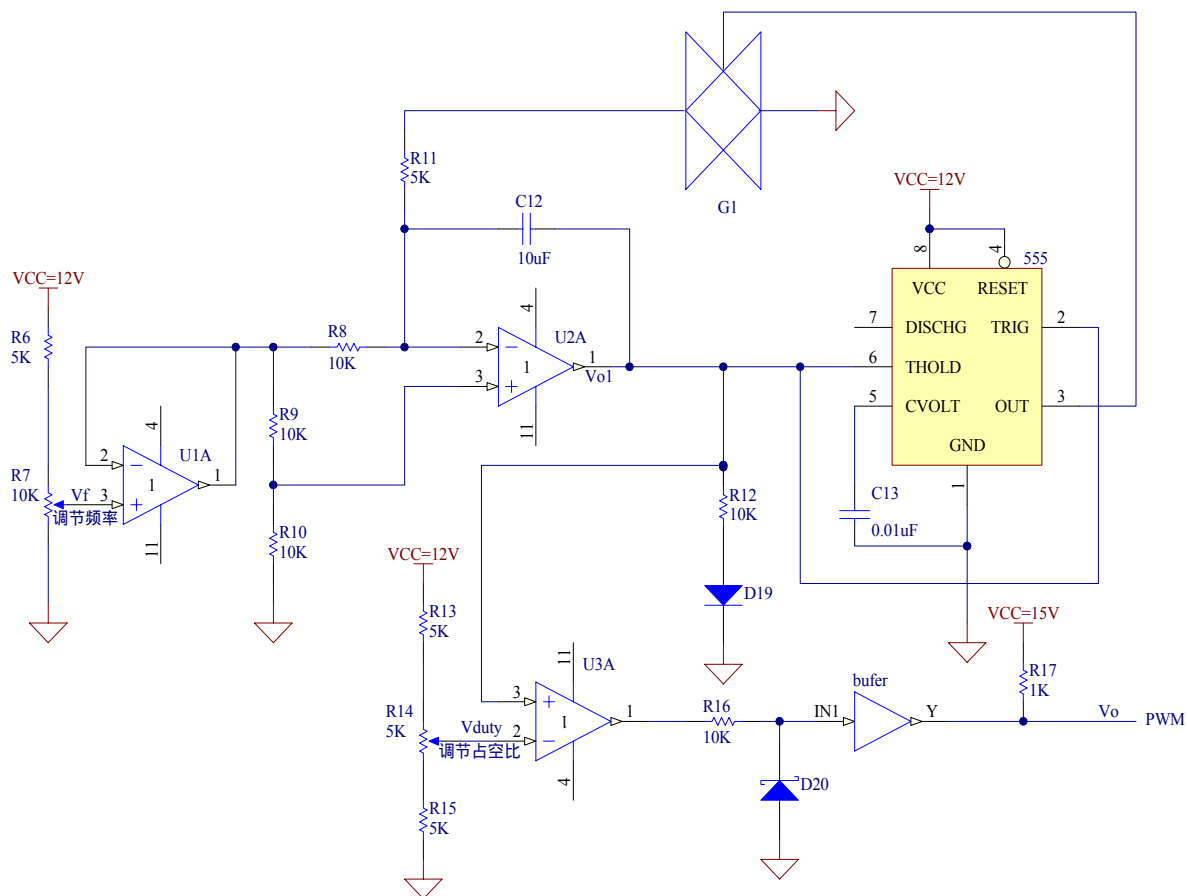 R11
5K
G1
C12
10uF
VCC=12V
8
4
555
VCC
RESET
7
DISCHG
TRIG
2
6
THOLD
5
CVOLT
OUT
3
GND
1
C13
0.01uF
VCC=12V
R6
5K
R7
10K
Vf
调节频率
2
3
4
11
1
1
U1A
R8
10K
R9
10K
R10
10K
2
3
4
11
1
1
U2A
Vo1
R12
10K
D19
VCC=12V
R13
5K
R14
5K
R15
5K
Vduty
调节占空比
3
2
11
4
1
1
U3A
R16
10K
D20
IN1
bufer
Y
VCC=15V
R17
1K
Vo
PWM